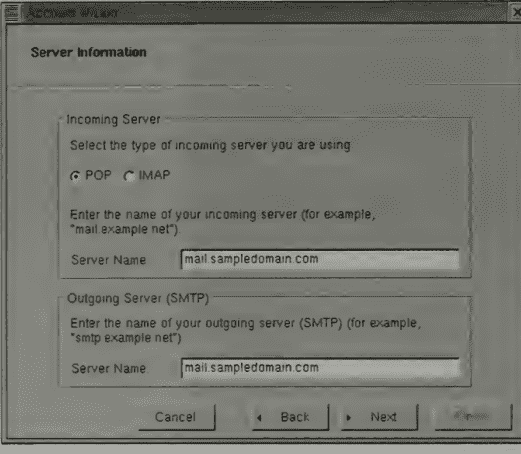 Account Wizard
Server Information
Incoming Server
Select the type of incoming server you are using
POP IMAP
Enter the name of your incoming server (for example,
"mail.example net").
Server Name mail.sampledomain.com
Outgoing Server (SMTP)
Enter the name of your outgoing server (SMTP) (for example,
"smtp example net")
Server Name mail.sampledomain.com
Cancel Back Next